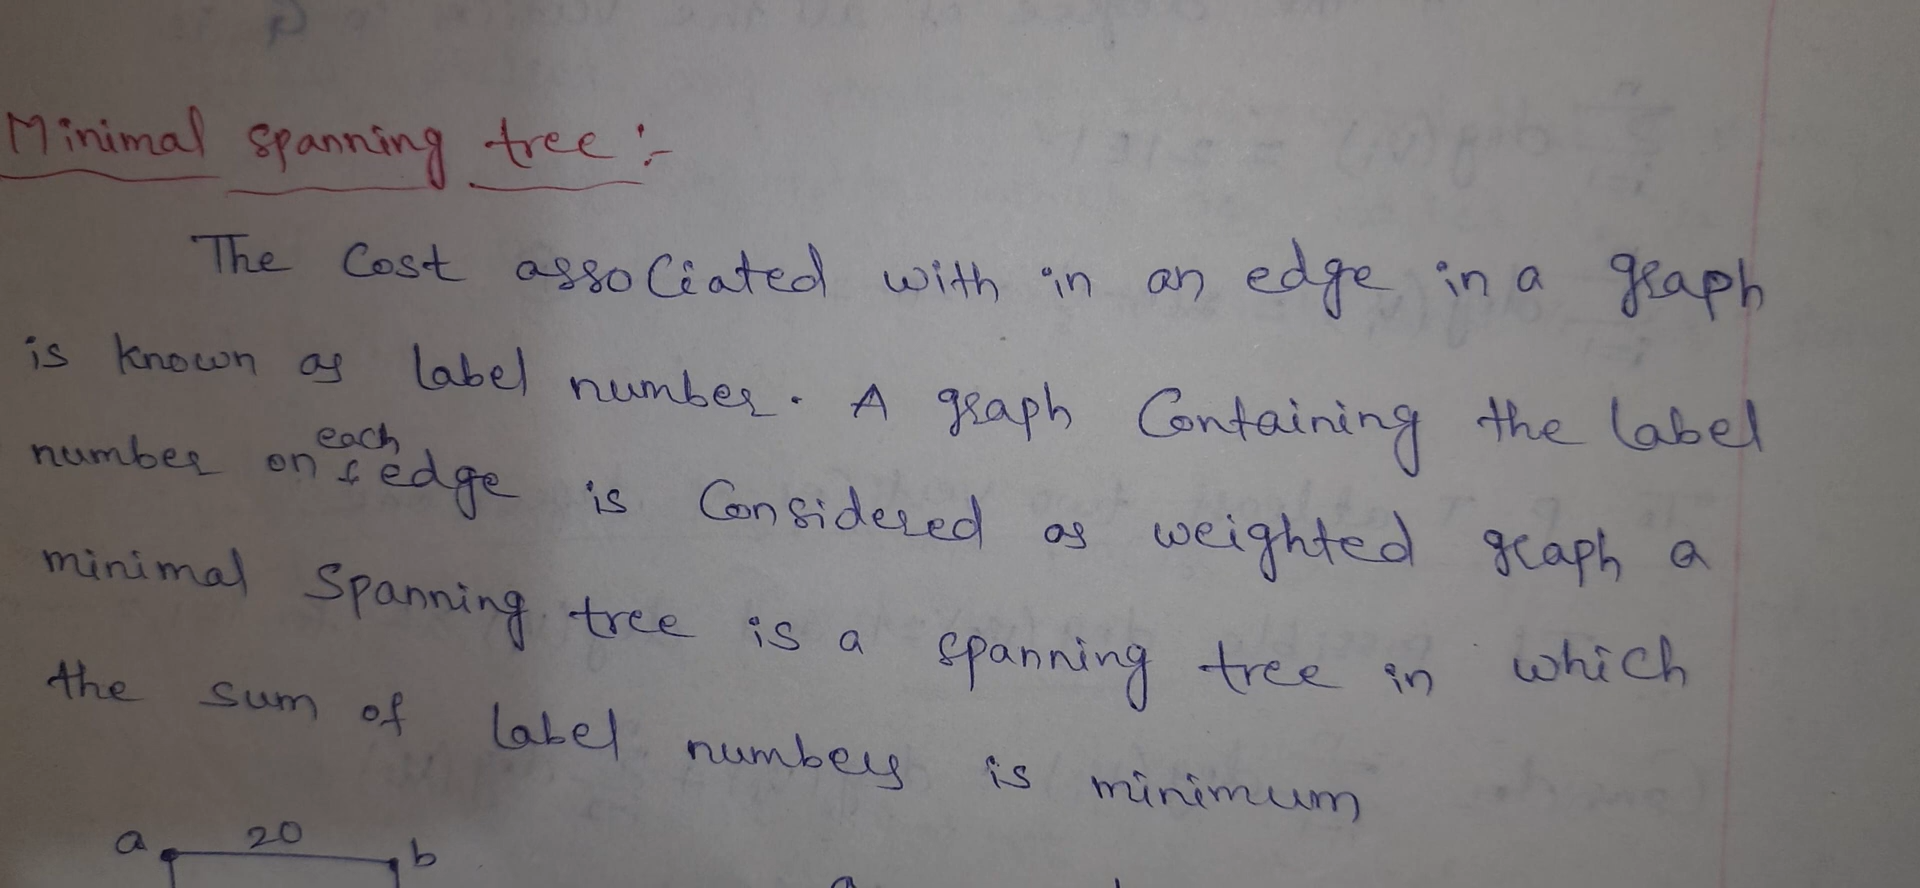 Minimal spanning tree :-
The cost associated with in an edge in a graph
is known as label number. A graph Containing the label
number on each edge is Considered as weighted graph a
minimal Spanning tree is a spanning tree in which
the sum of label numbers is minimum
a 20 b